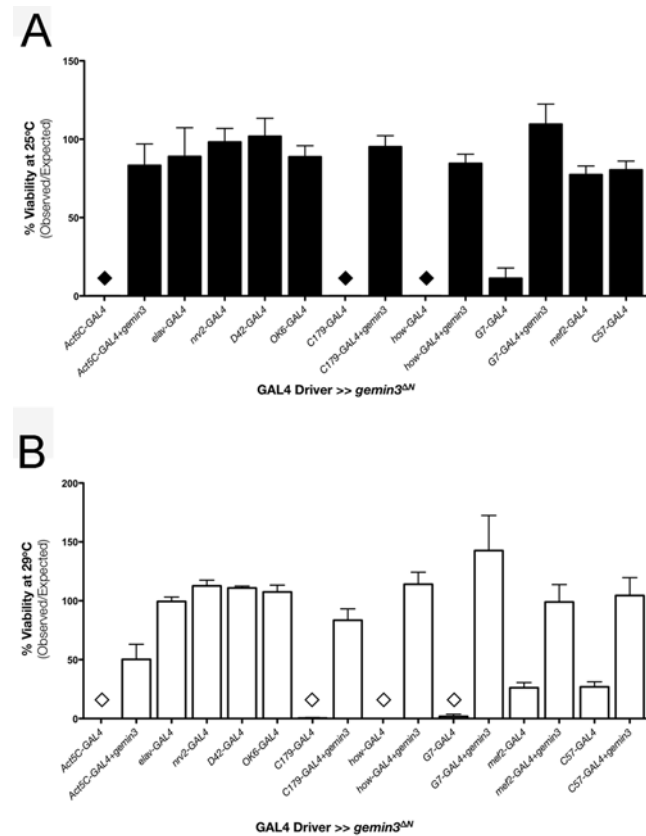 A
150
100
50
0
% Viability at 25ºC
(Observed/Expected)
Act5C-GAL4
Act5C-GAL4+gemin3
elav-GAL4
nrv2-GAL4
D42-GAL4
OK6-GAL4
C179-GAL4
C179-GAL4+gemin3
how-GAL4
how-GAL4+gemin3
G7-GAL4
G7-GAL4+gemin3
mef2-GAL4
C57-GAL4
GAL4 Driver >> gemin3ΔN
B
200
150
100
50
0
% Viability at 29ºC
(Observed/Expected)
Act5C-GAL4
Act5C-GAL4+gemin3
elav-GAL4
nrv2-GAL4
D42-GAL4
OK6-GAL4
C179-GAL4
C179-GAL4+gemin3
how-GAL4
how-GAL4+gemin3
G7-GAL4
G7-GAL4+gemin3
mef2-GAL4
mef2-GAL4+gemin3
C57-GAL4
C57-GAL4+gemin3
GAL4 Driver >> gemin3ΔN